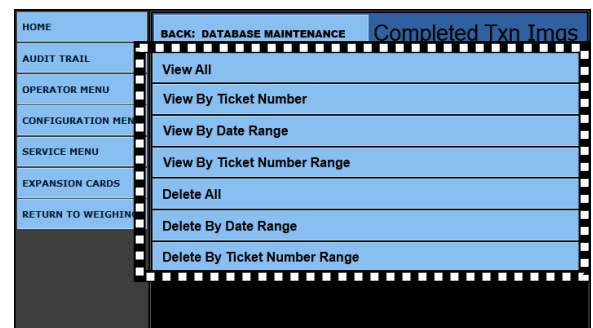 HOME
AUDIT TRAIL
OPERATOR MENU
CONFIGURATION MEN
SERVICE MENU
EXPANSION CARDS
RETURN TO WEIGHING
BACK: DATABASE MAINTENANCE
Completed Txn Imgs
View All
View By Ticket Number
View By Date Range
View By Ticket Number Range
Delete All
Delete By Date Range
Delete By Ticket Number Range